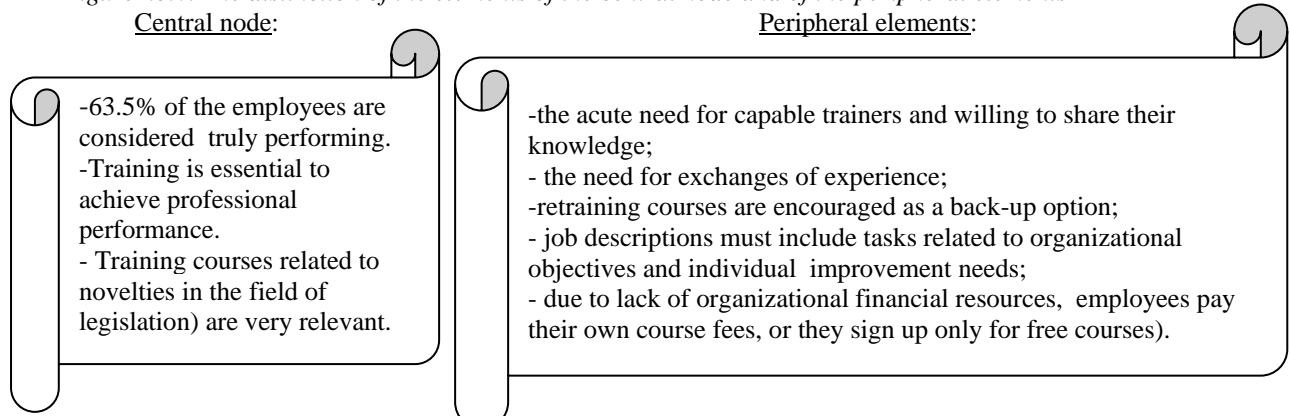 Central node:
Peripheral elements:
-63.5% of the employees are
considered truly performing.
-Training is essential to
achieve professional
performance.
- Training courses related to
novelties in the field of
legislation) are very relevant.
-the acute need for capable trainers and willing to share their
knowledge;
- the need for exchanges of experience;
-retraining courses are encouraged as a back-up option;
- job descriptions must include tasks related to organizational
objectives and individual improvement needs;
- due to lack of organizational financial resources, employees pay
their own course fees, or they sign up only for free courses).